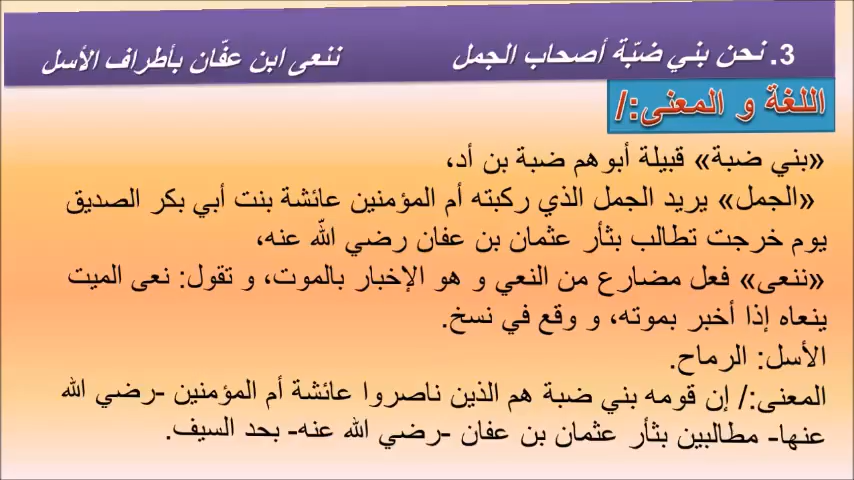 3. نحن بني ضبّة أصحاب الجمل ننعى ابن عفّان بأطراف الأسل
اللغة و المعنى:/
«بني ضبة» قبيلة أبوهم ضبة بن أد،
«الجمل» يريد الجمل الذي ركبته أم المؤمنين عائشة بنت أبي بكر الصديق
يوم خرجت تطالب بثأر عثمان بن عفان رضي الله عنه،
«ننعى» فعل مضارع من النعي و هو الإخبار بالموت، و تقول: نعى الميت
ينعاه إذا أخبر بموته، و وقع في نسخ.
الأسل: الرماح.
المعنى:/ إن قومه بني ضبة هم الذين ناصروا عائشة أم المؤمنين -رضي الله
عنها- مطالبين بثأر عثمان بن عفان -رضي الله عنه- بحد السيف.